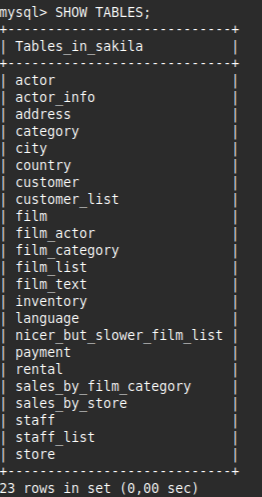 mysql> SHOW TABLES;
+----------------------------+
| Tables_in_sakila           |
+----------------------------+
| actor                      |
| actor_info                 |
| address                    |
| category                   |
| city                       |
| country                    |
| customer                   |
| customer_list              |
| film                       |
| film_actor                 |
| film_category              |
| film_list                  |
| film_text                  |
| inventory                  |
| language                   |
| nicer_but_slower_film_list |
| payment                    |
| rental                     |
| sales_by_film_category     |
| sales_by_store             |
| staff                      |
| staff_list                 |
| store                      |
+----------------------------+
23 rows in set (0,00 sec)